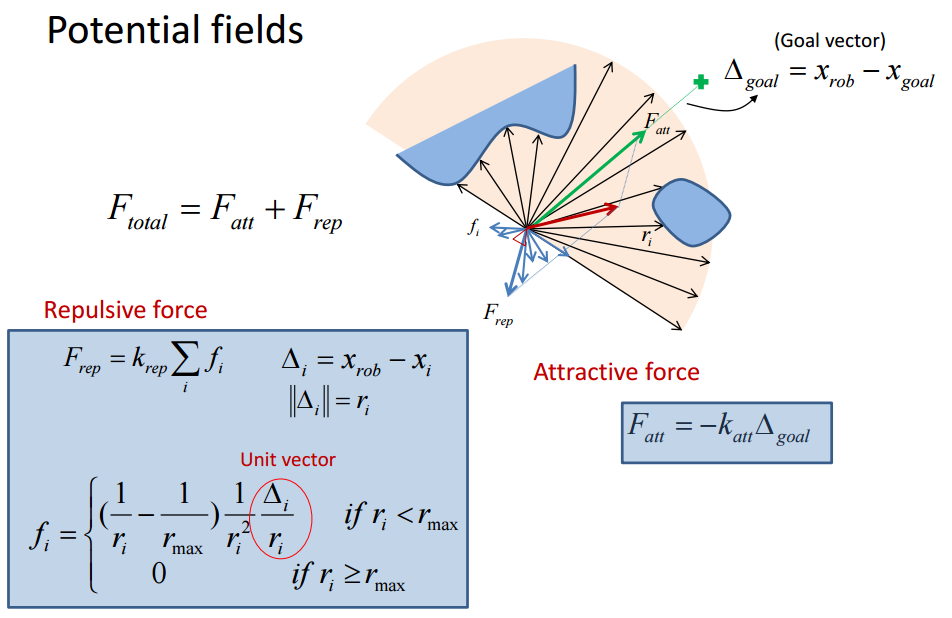 Potential fields
(Goal vector)
Δgoal = xrob − xgoal
Fatt
Ftotal = Fatt + Frep
fi
ri
Frep
Repulsive force
Frep = krep ∑i fi
Δi = xrob − xi
‖Δi‖ = ri
Attractive force
Fatt = −katt Δgoal
Unit vector
fi = { (1/ri − 1/rmax) 1/ri² Δi/ri if ri < rmax
0 if ri ≥ rmax